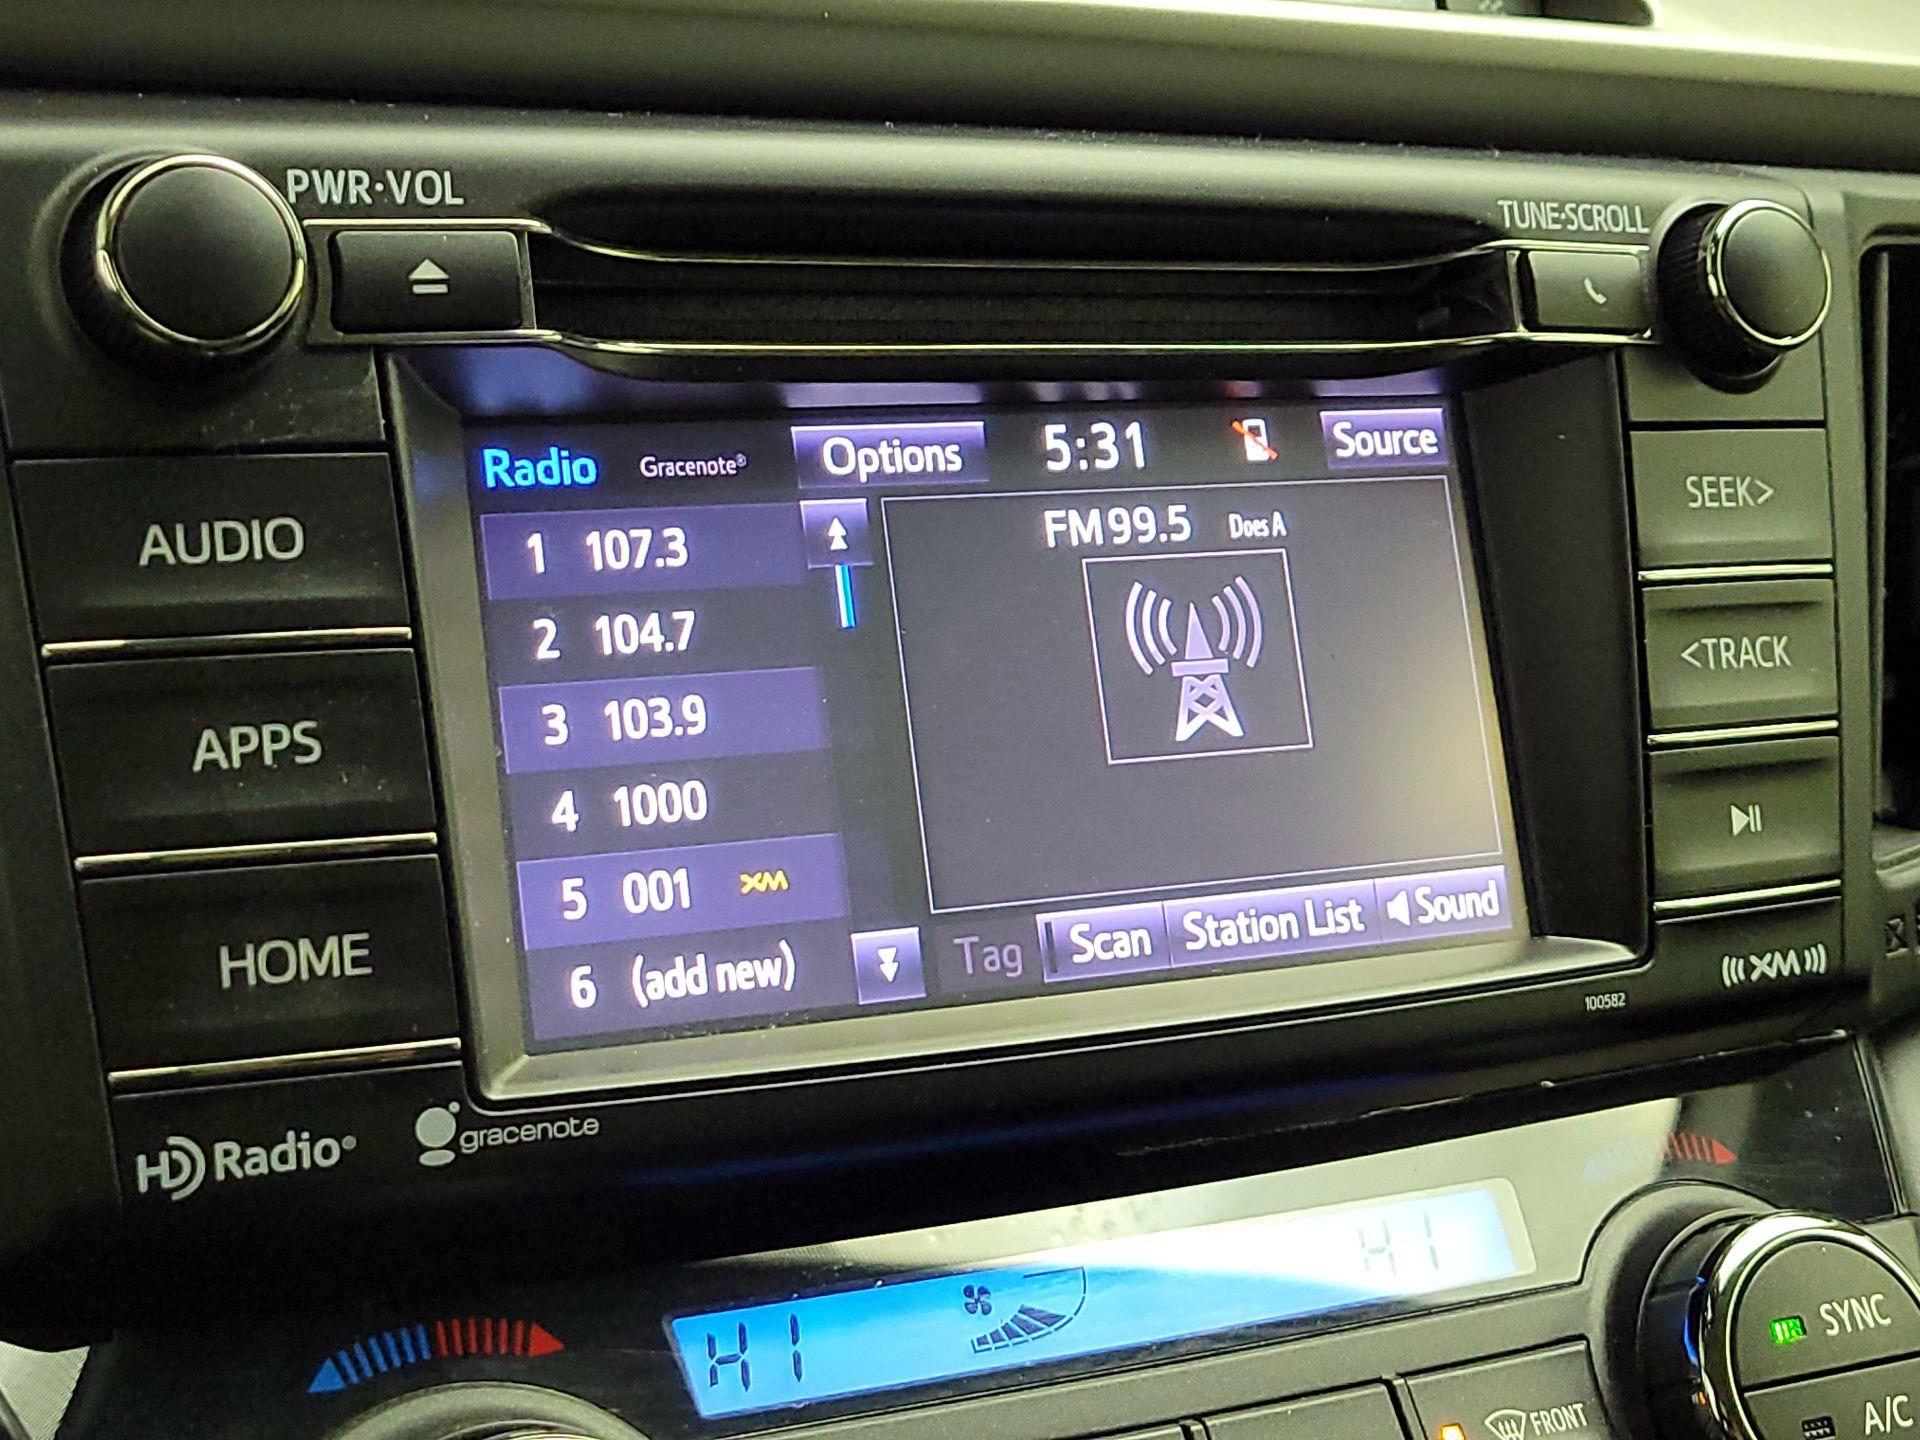 PWR·VOL
TUNE·SCROLL
Radio Gracenote® Options 5:31 Source
SEEK>
AUDIO
1 107.3
FM 99.5 Does A
2 104.7
<TRACK
3 103.9
APPS
4 1000
5 001 XM
6 (add new)
Tag Scan Station List Sound
HOME
((( XM )))
100582
HD Radio®
gracenote
HI
HI
SYNC
FRONT
A/C